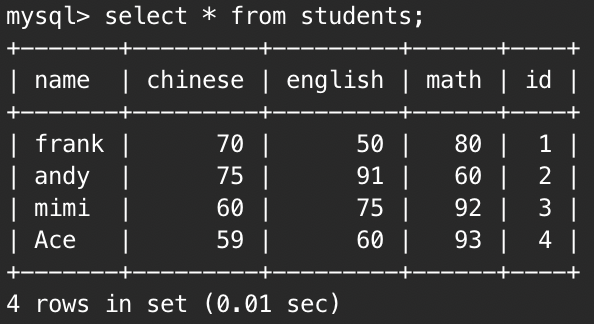 mysql> select * from students;
+-------+---------+---------+------+----+
| name  | chinese | english | math | id |
+-------+---------+---------+------+----+
| frank |      70 |      50 |   80 |  1 |
| andy  |      75 |      91 |   60 |  2 |
| mimi  |      60 |      75 |   92 |  3 |
| Ace   |      59 |      60 |   93 |  4 |
+-------+---------+---------+------+----+
4 rows in set (0.01 sec)